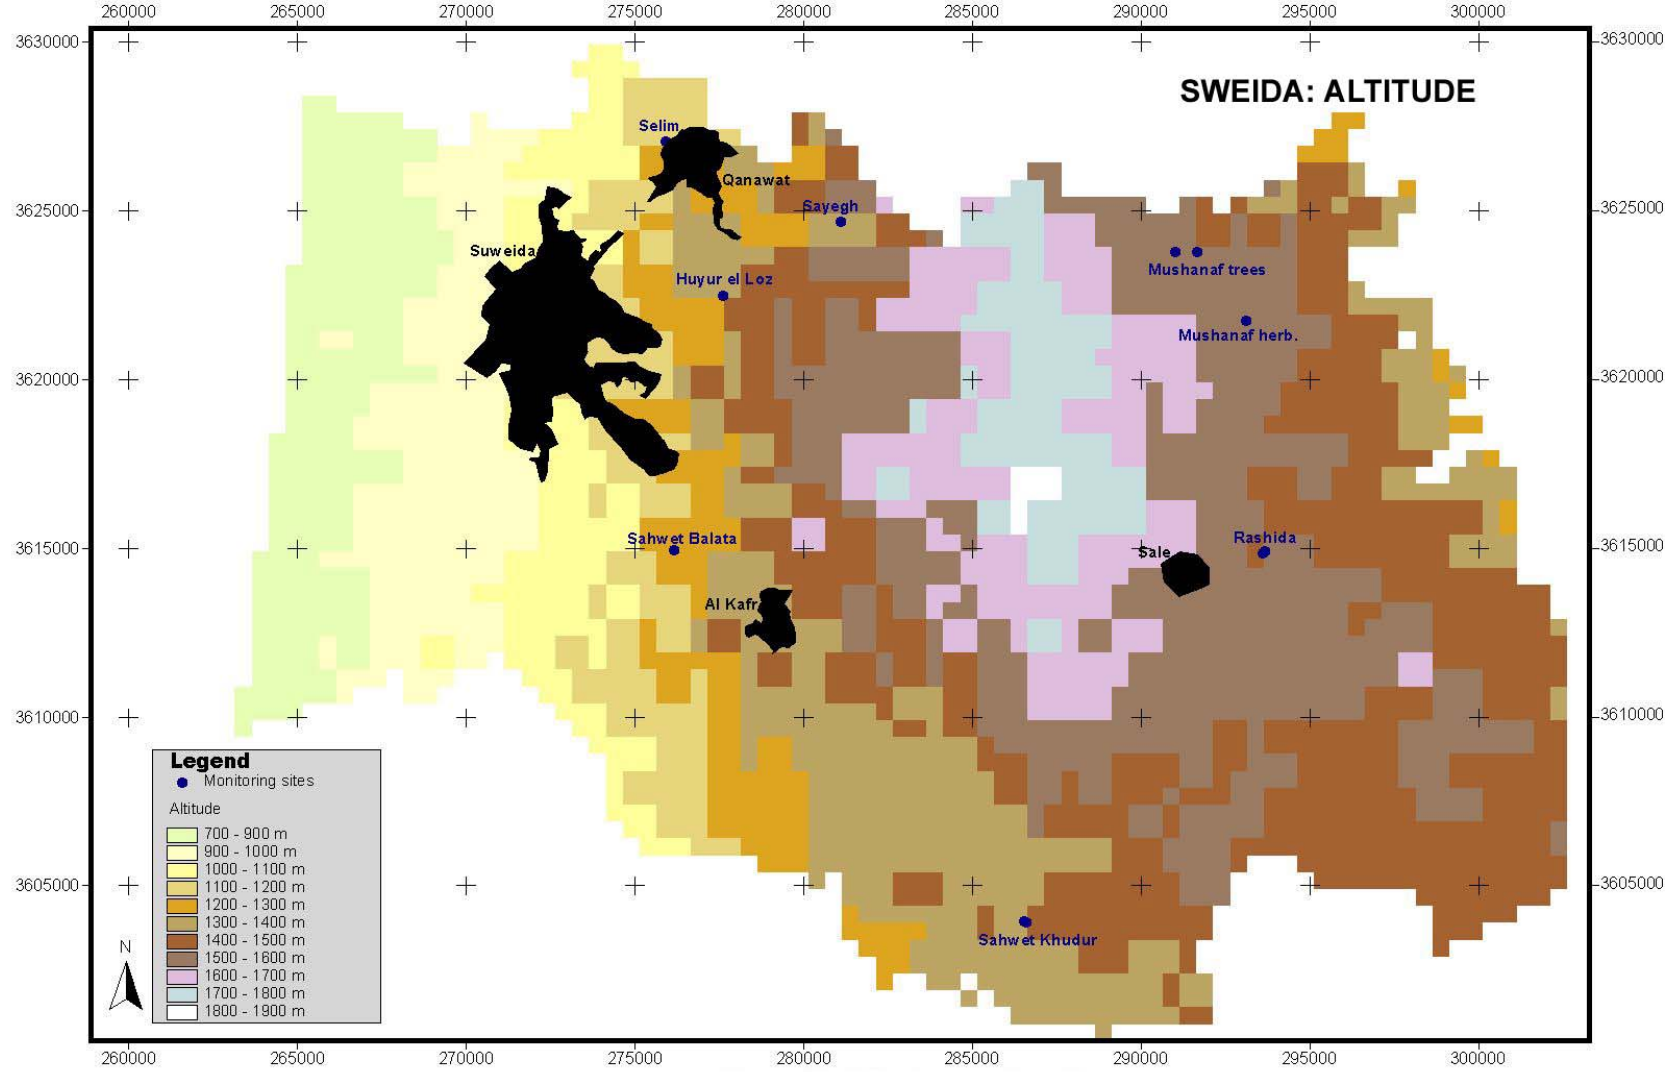 260000 265000 270000 275000 280000 285000 290000 295000 300000
3630000 3630000
SWEIDA: ALTITUDE
Selim
Qanawat
3625000 Sayegh 3625000
Suweida
Mushanaf trees
Huyur el Loz
Mushanaf herb.
3620000 3620000
Sahwet Balata Rashida
3615000 Sale 3615000
Al Kafr
3610000 3610000
Legend
Monitoring sites
Altitude
700 - 900 m
900 - 1000 m
1000 - 1100 m
1100 - 1200 m
3605000 3605000
1200 - 1300 m
1300 - 1400 m
1400 - 1500 m
Sahwet Khudur
N
1500 - 1600 m
1600 - 1700 m
1700 - 1800 m
1800 - 1900 m
260000 265000 270000 275000 280000 285000 290000 295000 300000